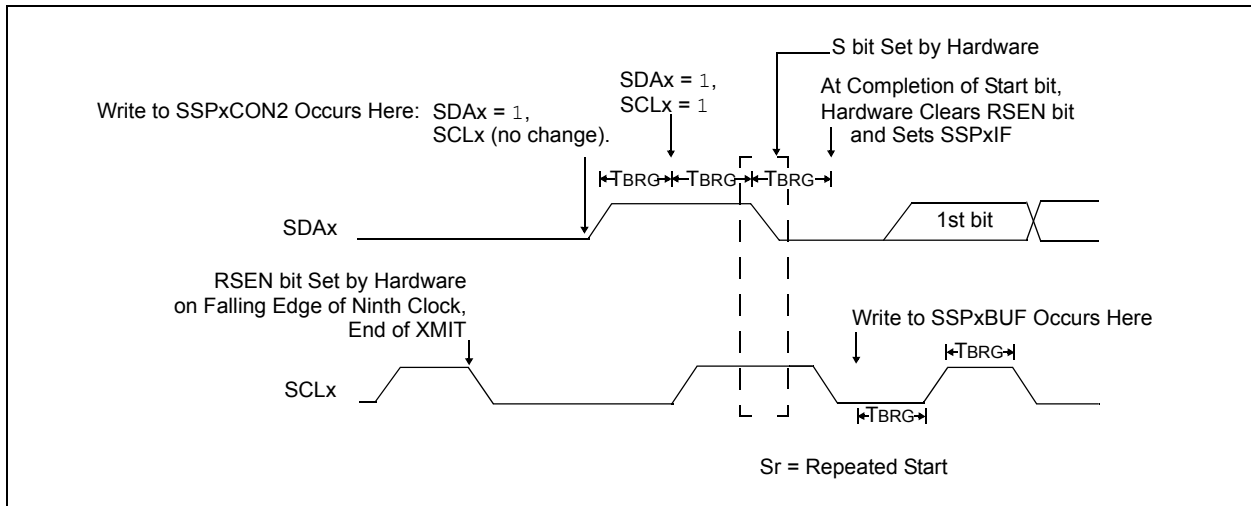 S bit Set by Hardware
SDAx = 1,
SCLx = 1
At Completion of Start bit,
Hardware Clears RSEN bit
and Sets SSPxIF
Write to SSPxCON2 Occurs Here:
SDAx = 1,
SCLx (no change).
TBRG
TBRG
TBRG
SDAx
1st bit
RSEN bit Set by Hardware
on Falling Edge of Ninth Clock,
End of XMIT
Write to SSPxBUF Occurs Here
TBRG
SCLx
TBRG
Sr = Repeated Start